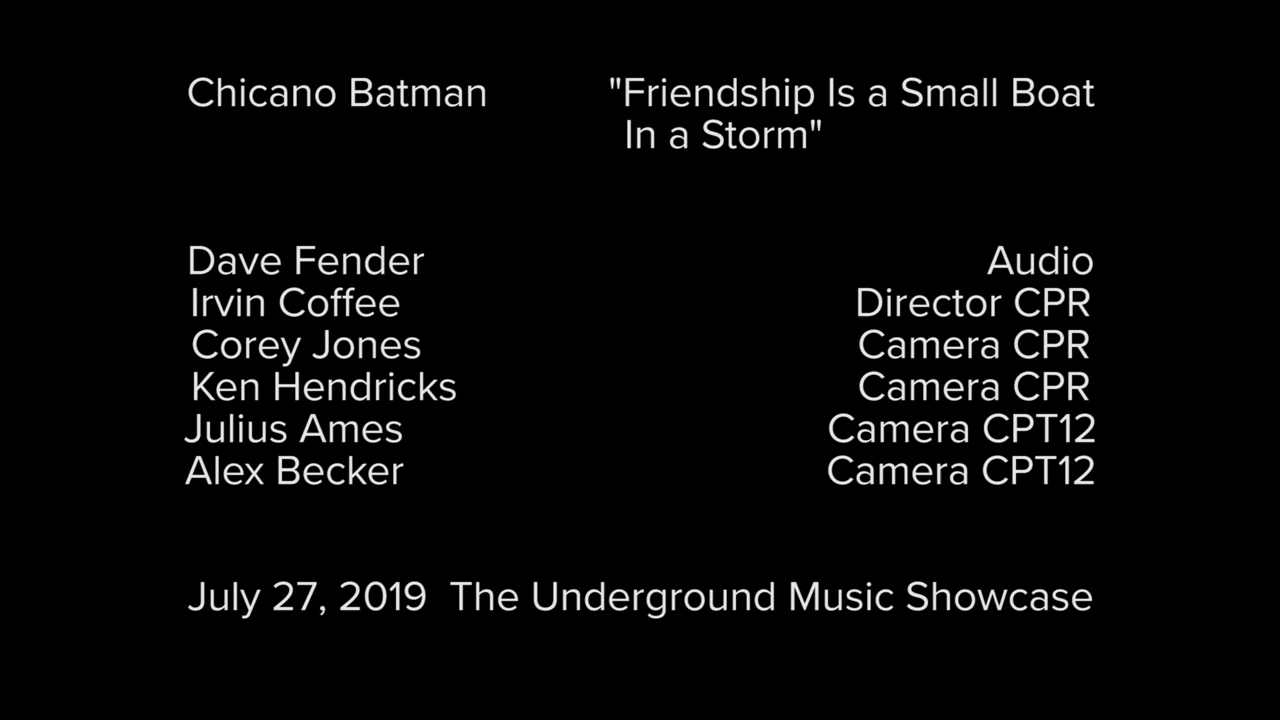 Chicano Batman "Friendship Is a Small Boat
In a Storm"
Dave Fender Audio
Irvin Coffee Director CPR
Corey Jones Camera CPR
Ken Hendricks Camera CPR
Julius Ames Camera CPT12
Alex Becker Camera CPT12
July 27, 2019 The Underground Music Showcase